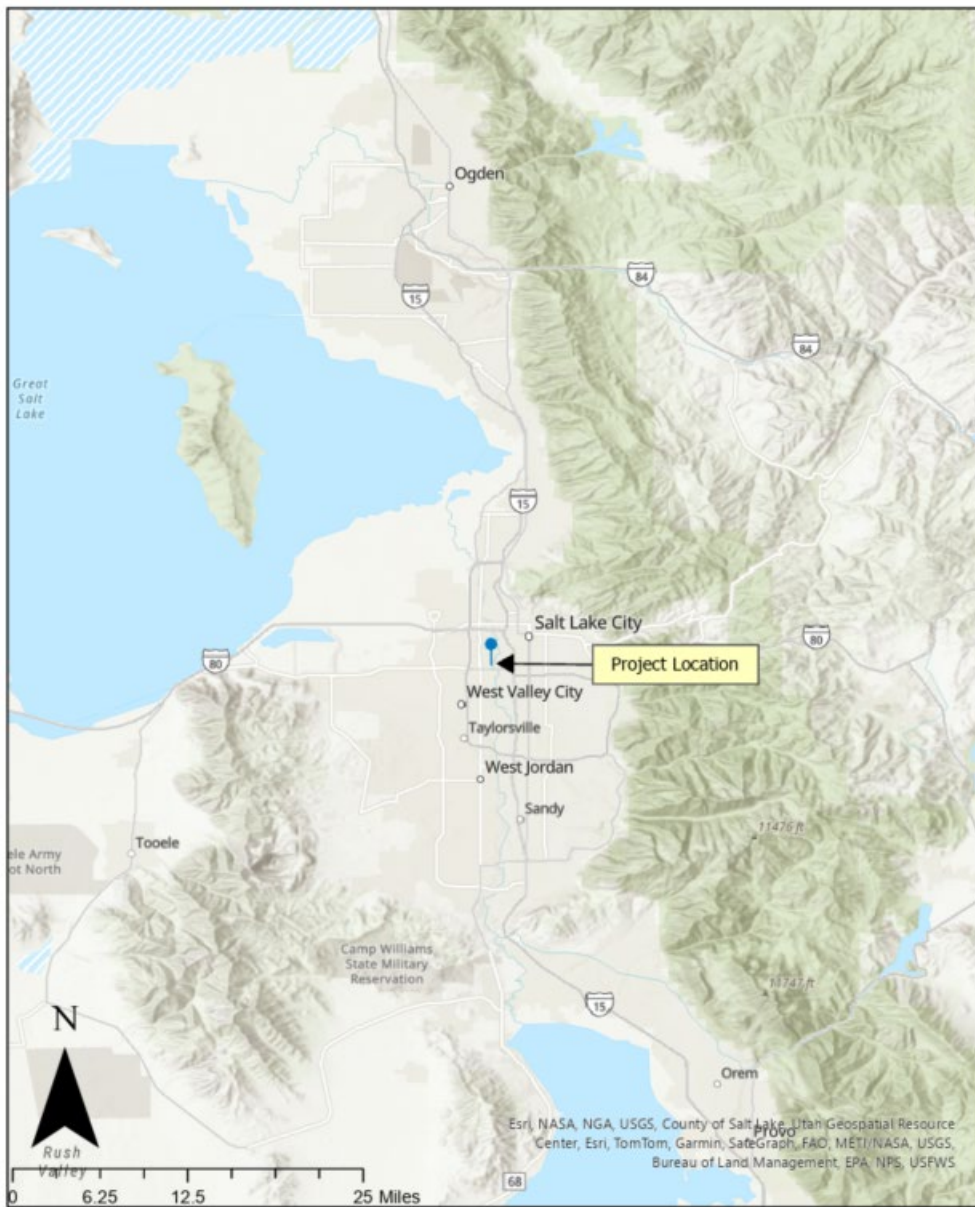 Ogden
84
15
84
Great
Salt
Lake
15
Salt Lake City
80
80
Project Location
West Valley City
Taylorsville
West Jordan
Sandy
11476 ft
Tooele
ele Army
ot North
Camp Williams
State Military
Reservation
11747 ft
15
N
Orem
Provo
Esri, NASA, NGA, USGS, County of Salt Lake, Utah Geospatial Resource
Center, Esri, TomTom, Garmin, SafeGraph, FAO, METI/NASA, USGS,
Bureau of Land Management, EPA, NPS, USFWS
Rush
Valley
68
0 6.25 12.5 25 Miles